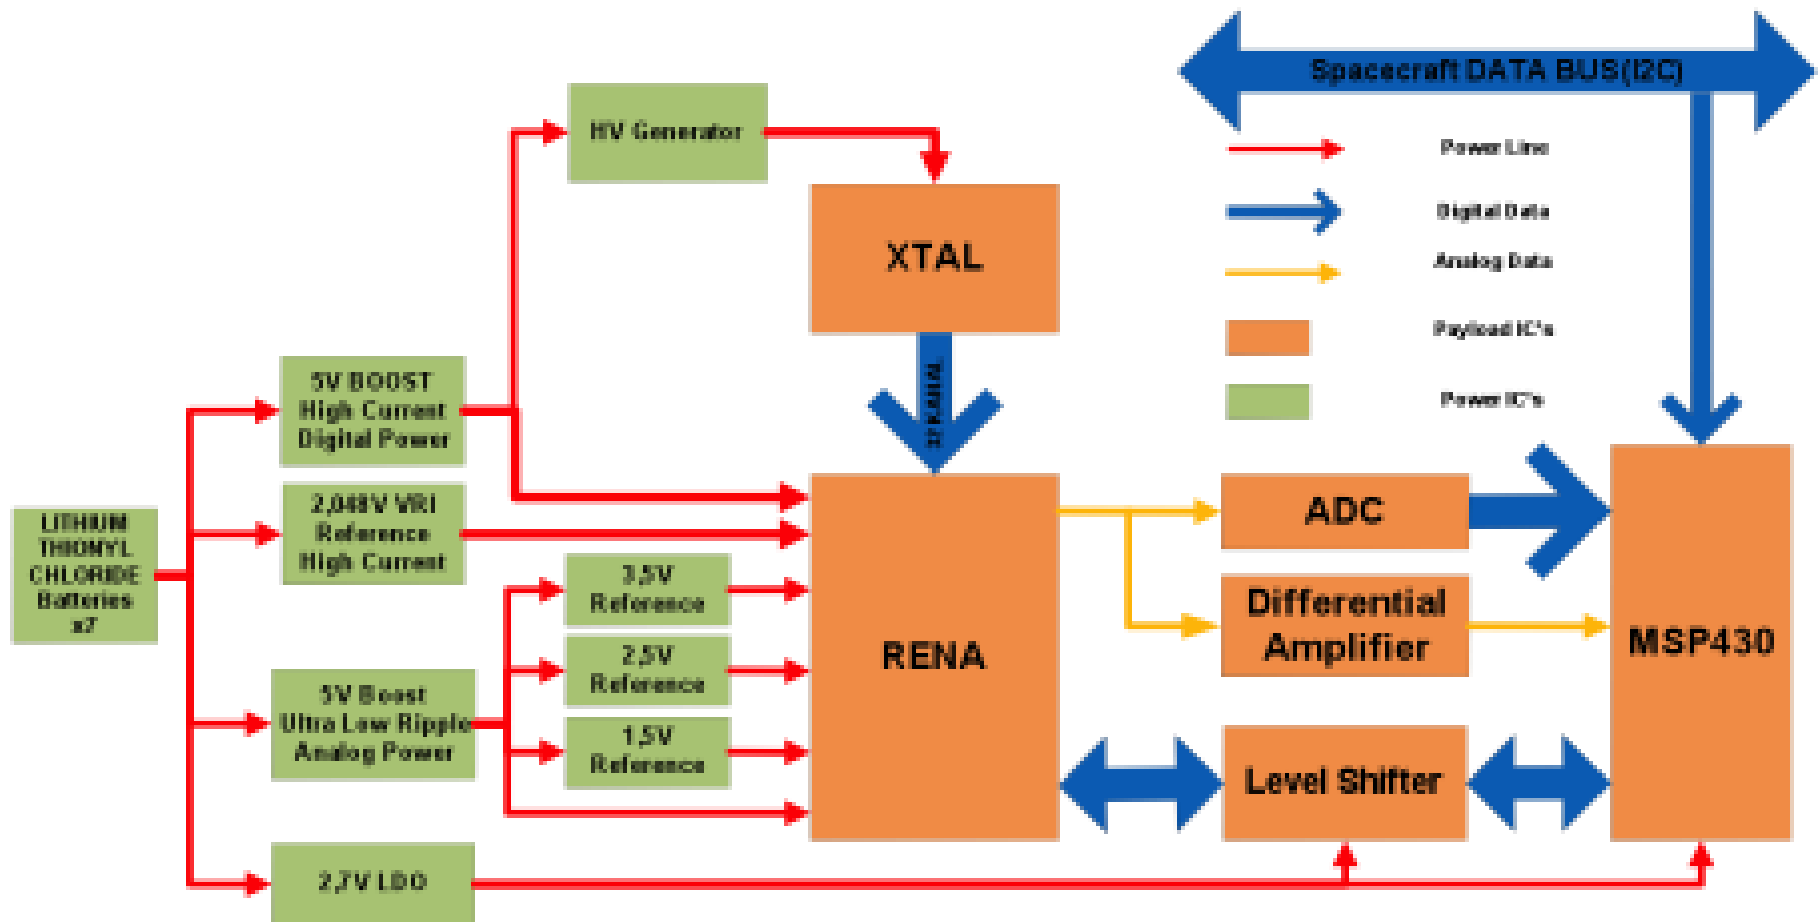 Spacecraft DATA BUS(I2C)
HV Generator
Power Line
Digital Data
Analog Data
Payload IC's
Power IC's
XTAL
5V BOOST
High Current
Digital Power
2,048V VRI
Reference
High Current
LITHIUM
THIONYL
CHLORIDE
Batteries
x7
3,5V
Reference
2,5V
Reference
1,5V
Reference
5V Boost
Ultra Low Ripple
Analog Power
2,7V LDO
RENA
ADC
Differential
Amplifier
Level Shifter
MSP430